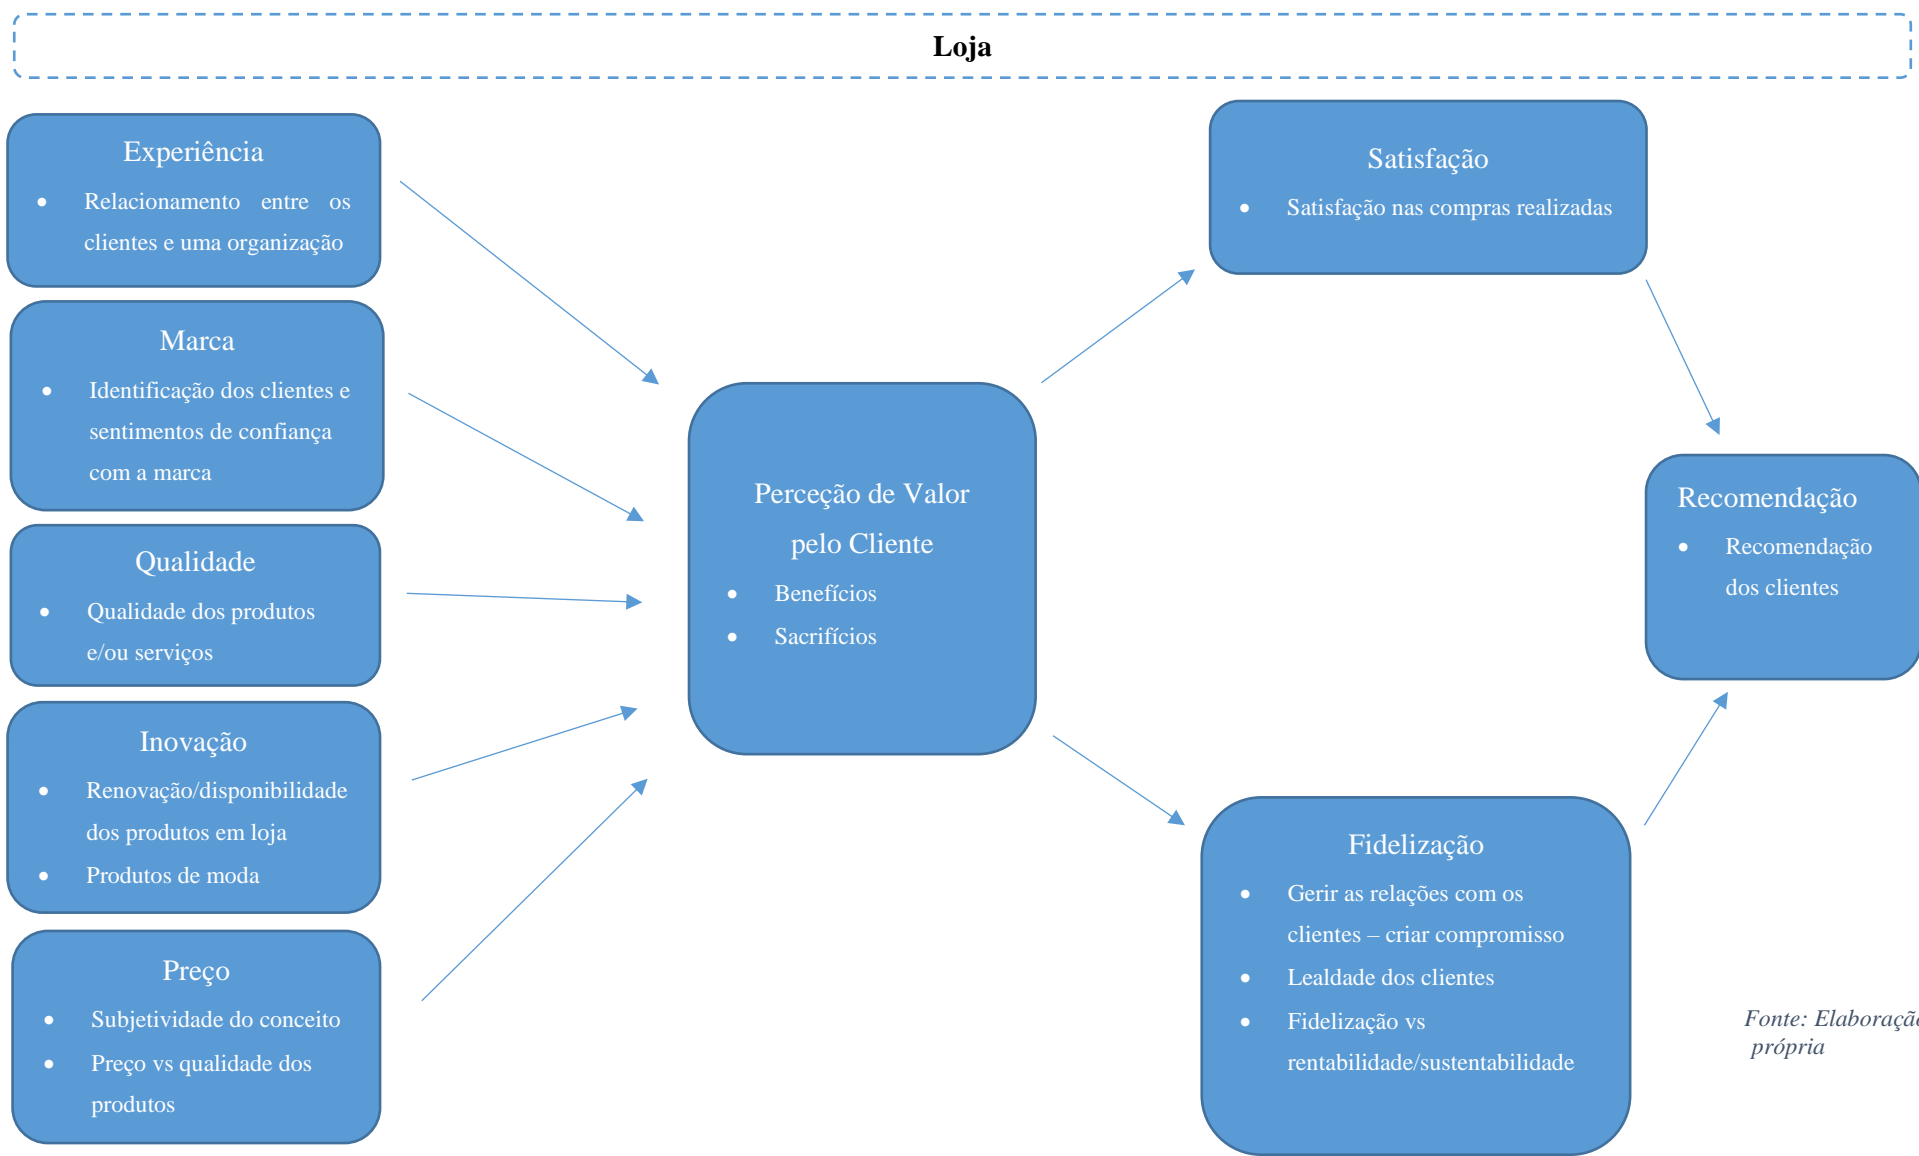 Loja
Experiência
Relacionamento entre os
clientes e uma organização
Marca
Identificação dos clientes e
sentimentos de confiança
com a marca
Qualidade
Qualidade dos produtos
e/ou serviços
Inovação
Renovação/disponibilidade
dos produtos em loja
Produtos de moda
Preço
Subjetividade do conceito
Preço vs qualidade dos
produtos
Perceção de Valor
pelo Cliente
Benefícios
Sacrifícios
Satisfação
Satisfação nas compras realizadas
Fidelização
Gerir as relações com os
clientes – criar compromisso
Lealdade dos clientes
Fidelização vs
rentabilidade/sustentabilidade
Recomendação
Recomendação
dos clientes
Fonte: Elaboração
própria